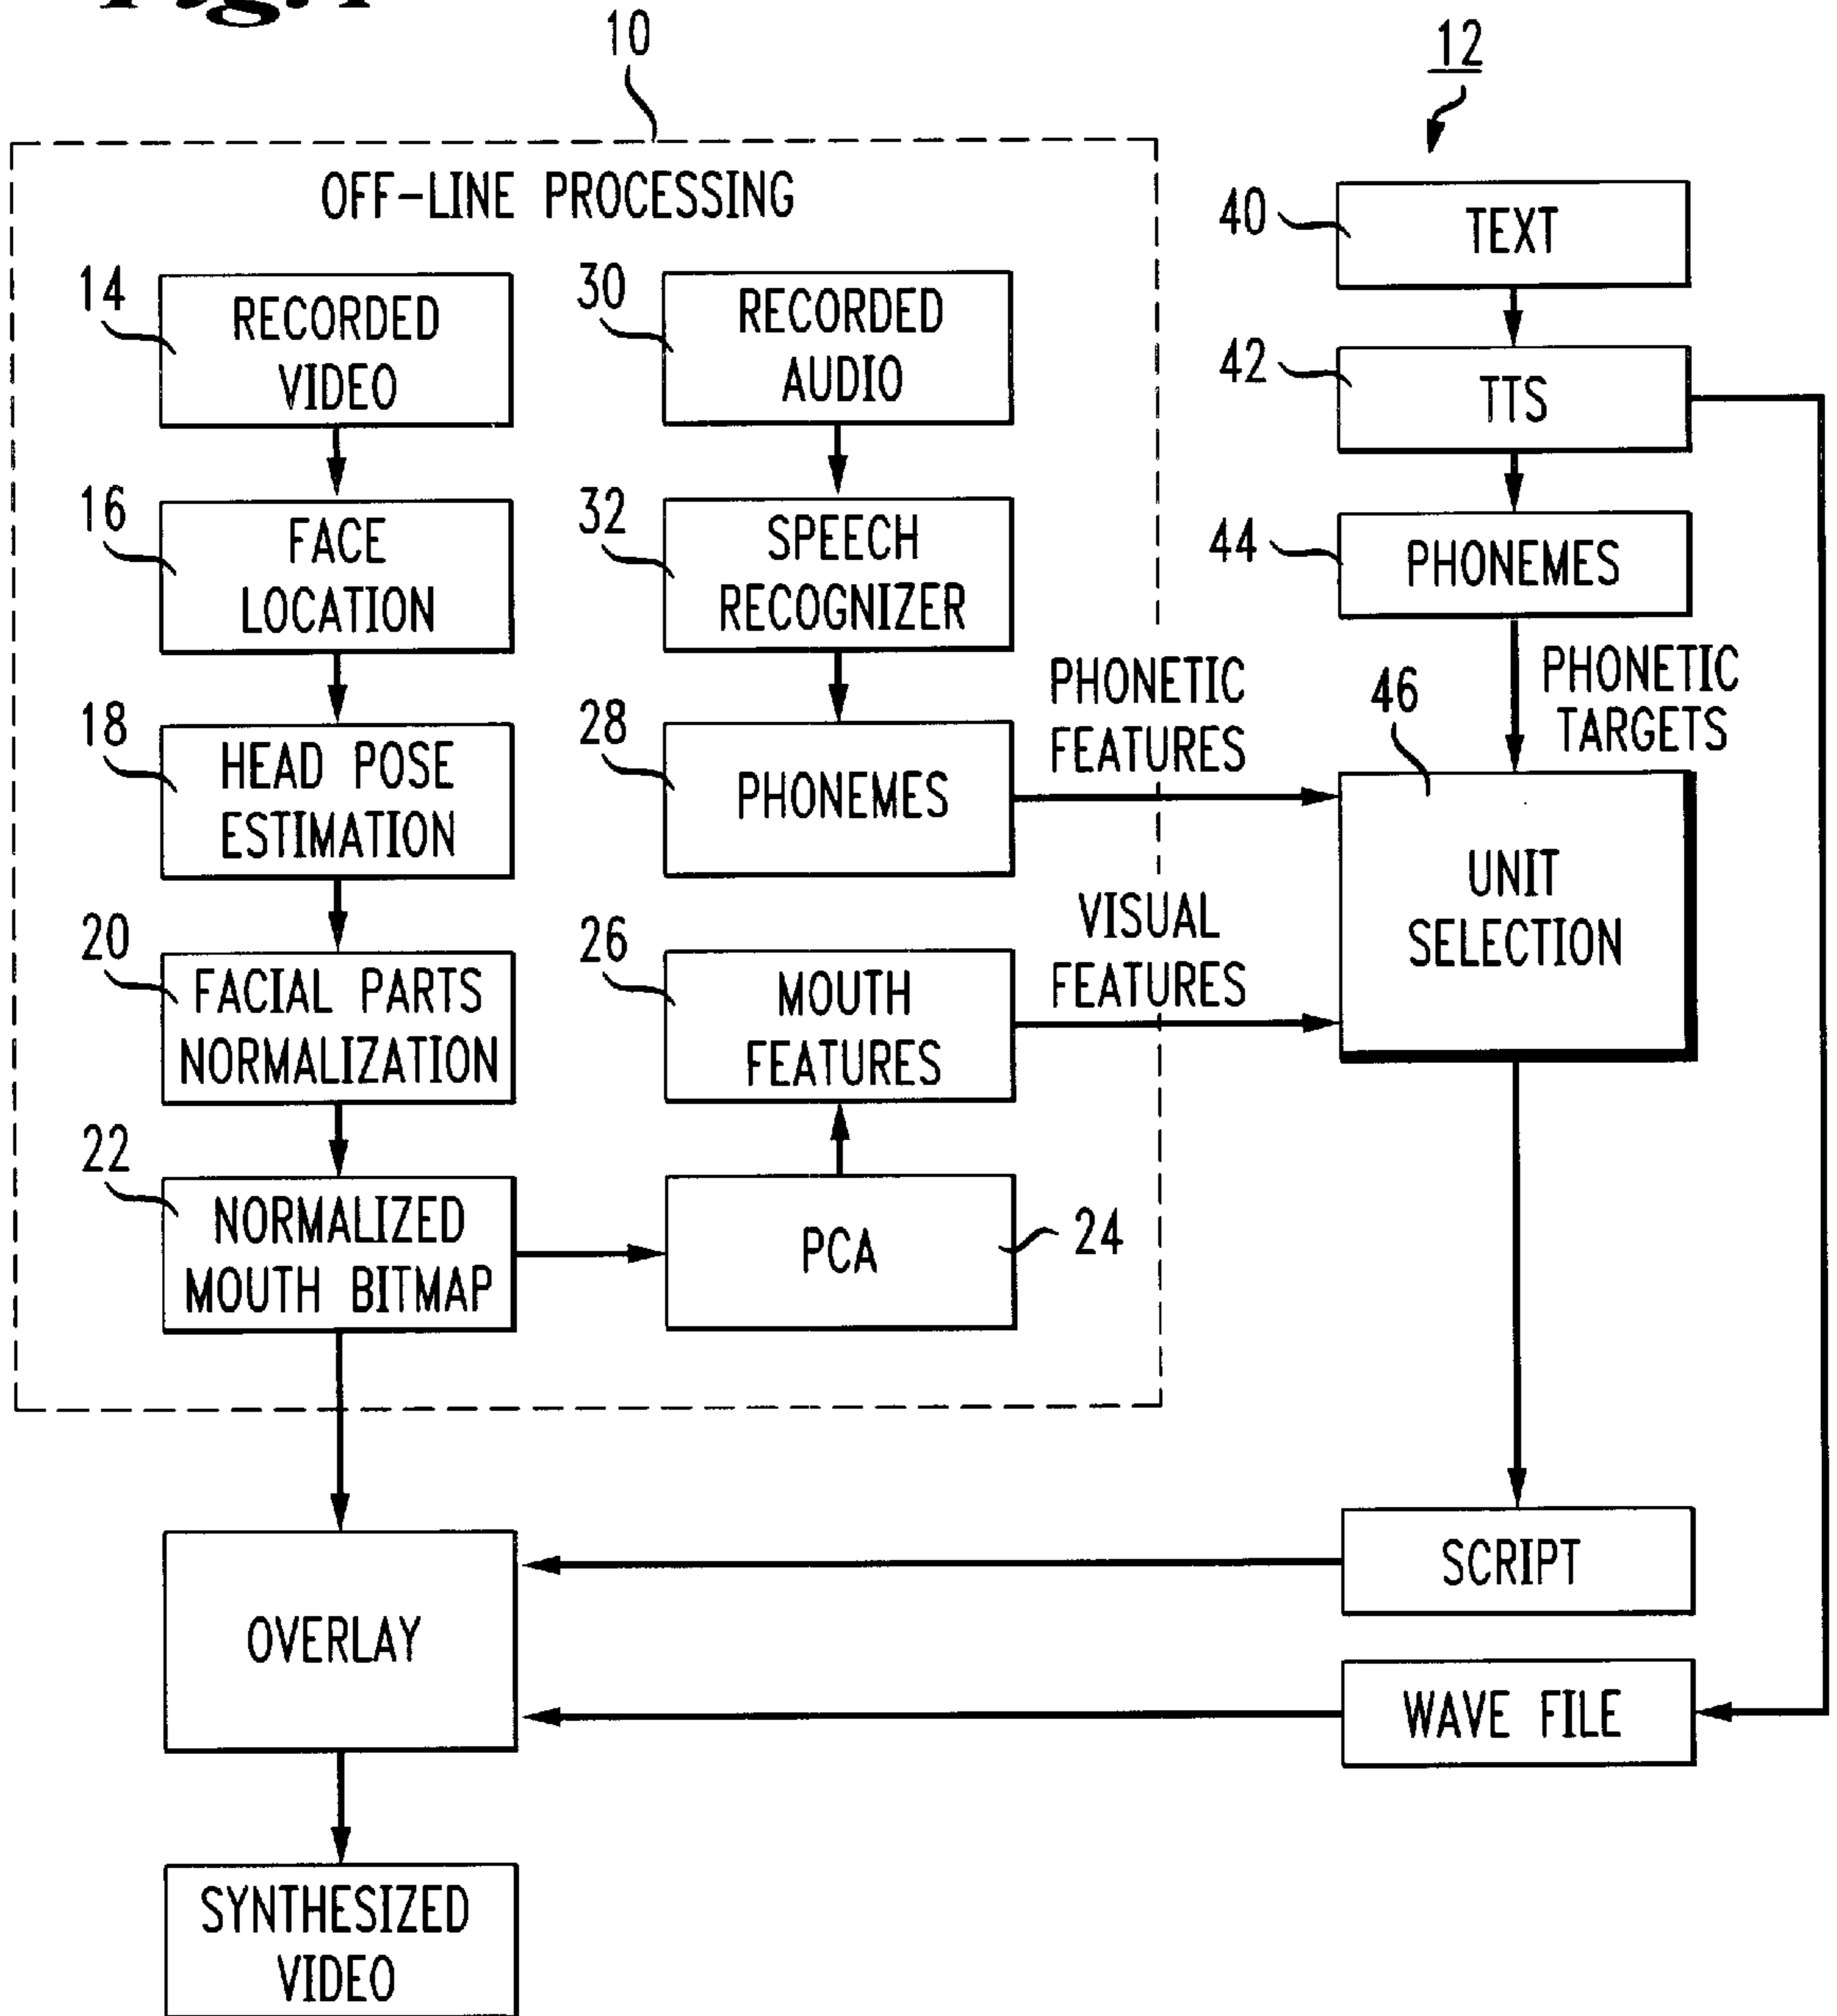 10
12
OFF-LINE PROCESSING
14
RECORDED
VIDEO
16
FACE
LOCATION
18
HEAD POSE
ESTIMATION
20
FACIAL PARTS
NORMALIZATION
22
NORMALIZED
MOUTH BITMAP
30
RECORDED
AUDIO
32
SPEECH
RECOGNIZER
28
PHONEMES
PHONETIC
FEATURES
26
MOUTH
FEATURES
VISUAL
FEATURES
PCA
24
40
TEXT
42
TTS
44
PHONEMES
PHONETIC
TARGETS
46
UNIT
SELECTION
SCRIPT
WAVE FILE
OVERLAY
SYNTHESIZED
VIDEO